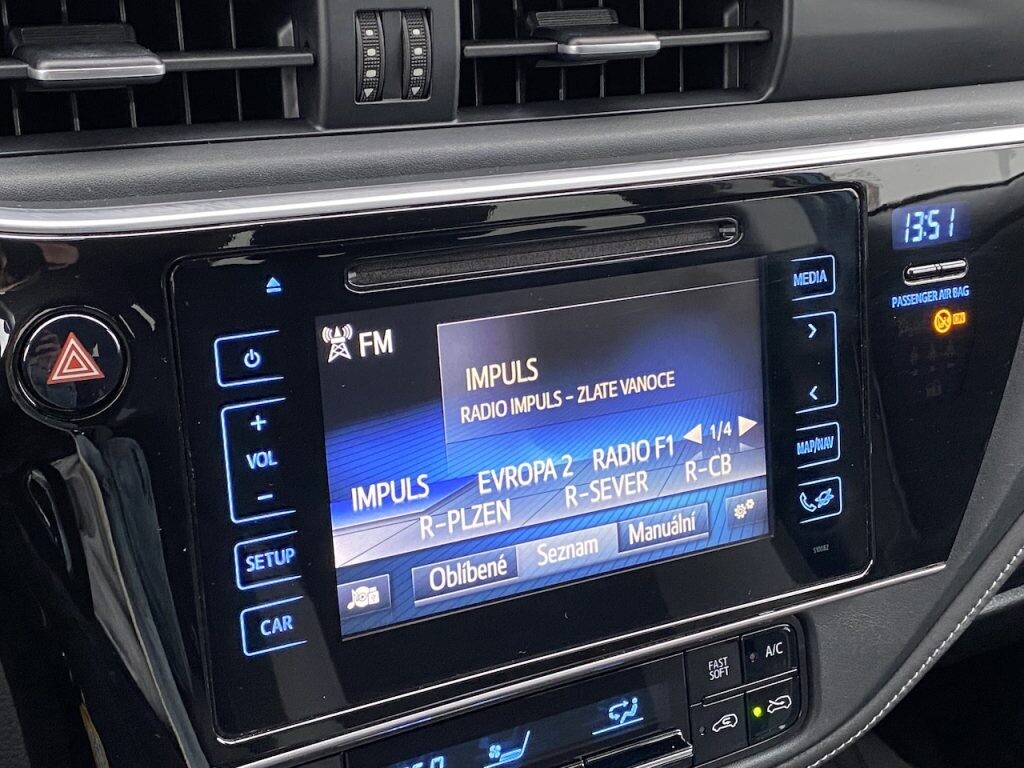 13:51
MEDIA
PASSENGER AIR BAG
ON
FM
IMPULS
RADIO IMPULS - ZLATE VANOCE
VOL
MAP/NAV
1/4
IMPULS EVROPA 2 RADIO F1
R-PLZEN R-SEVER R-CB
SETUP
Oblíbené Seznam Manuální
CAR
FAST
SOFT
A/C